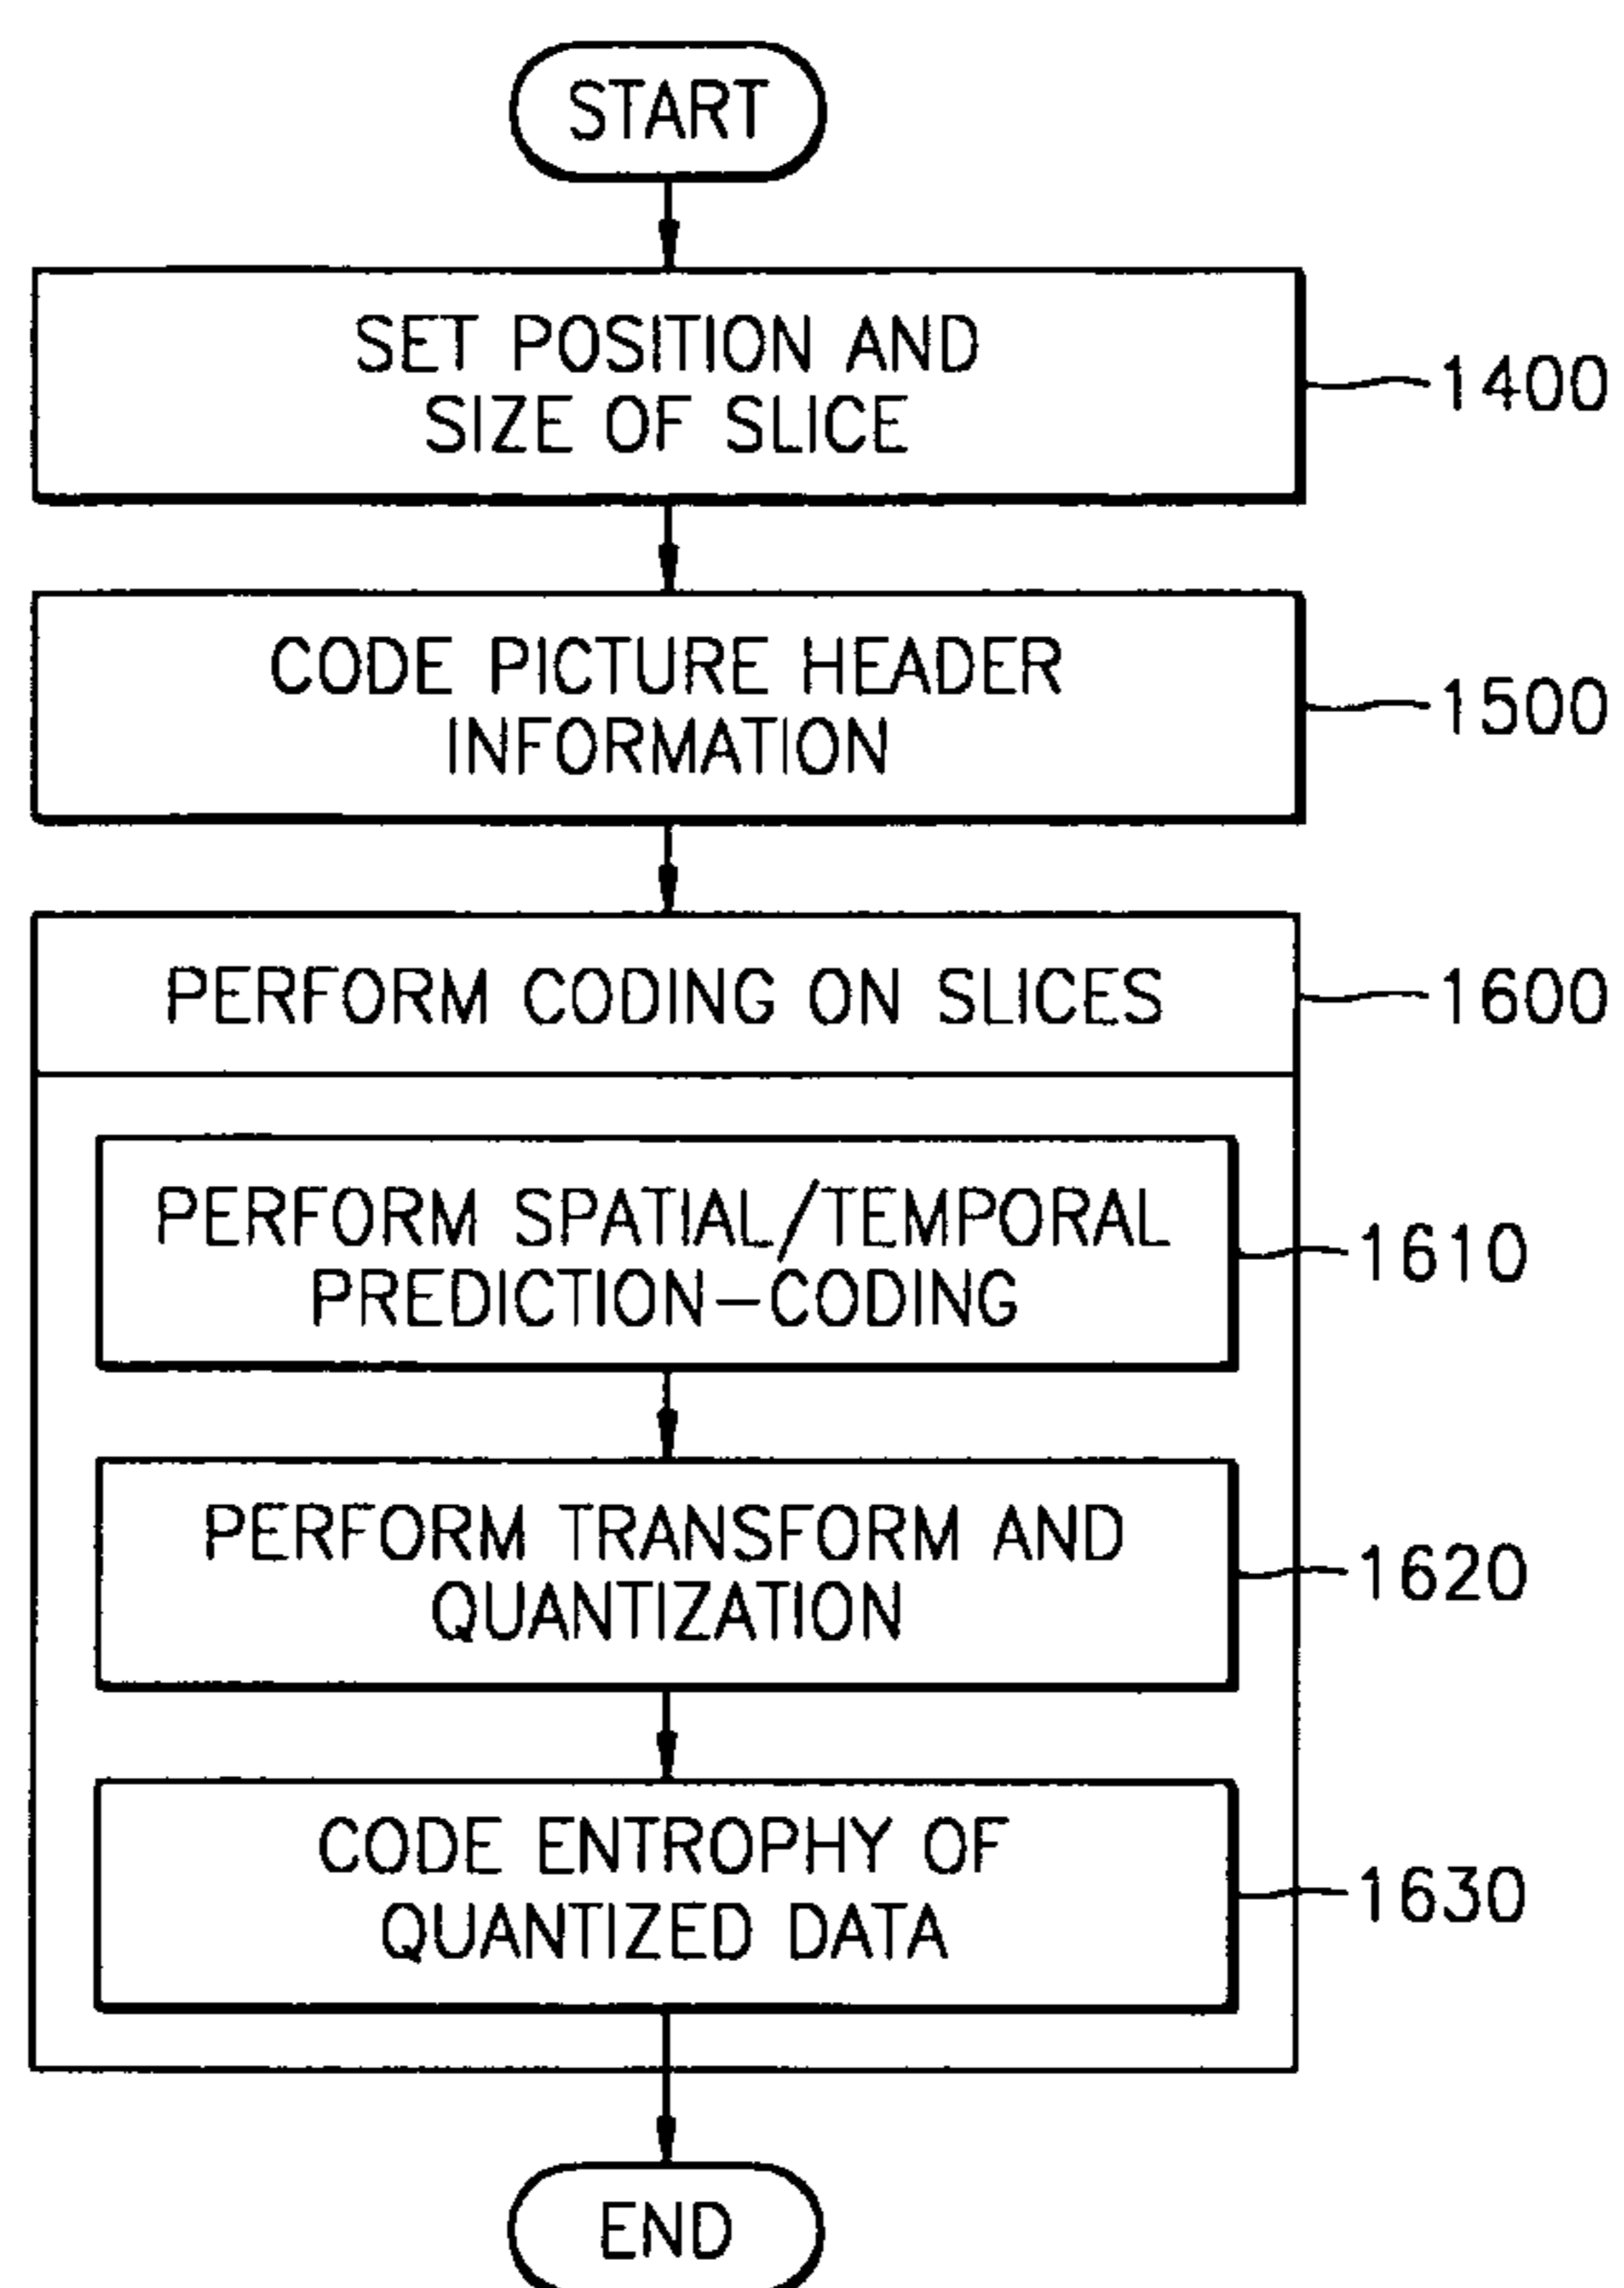 START
SET POSITION AND
SIZE OF SLICE
1400
CODE PICTURE HEADER
INFORMATION
1500
PERFORM CODING ON SLICES
1600
PERFORM SPATIAL/TEMPORAL
PREDICTION-CODING
1610
PERFORM TRANSFORM AND
QUANTIZATION
1620
CODE ENTROPHY OF
QUANTIZED DATA
1630
END